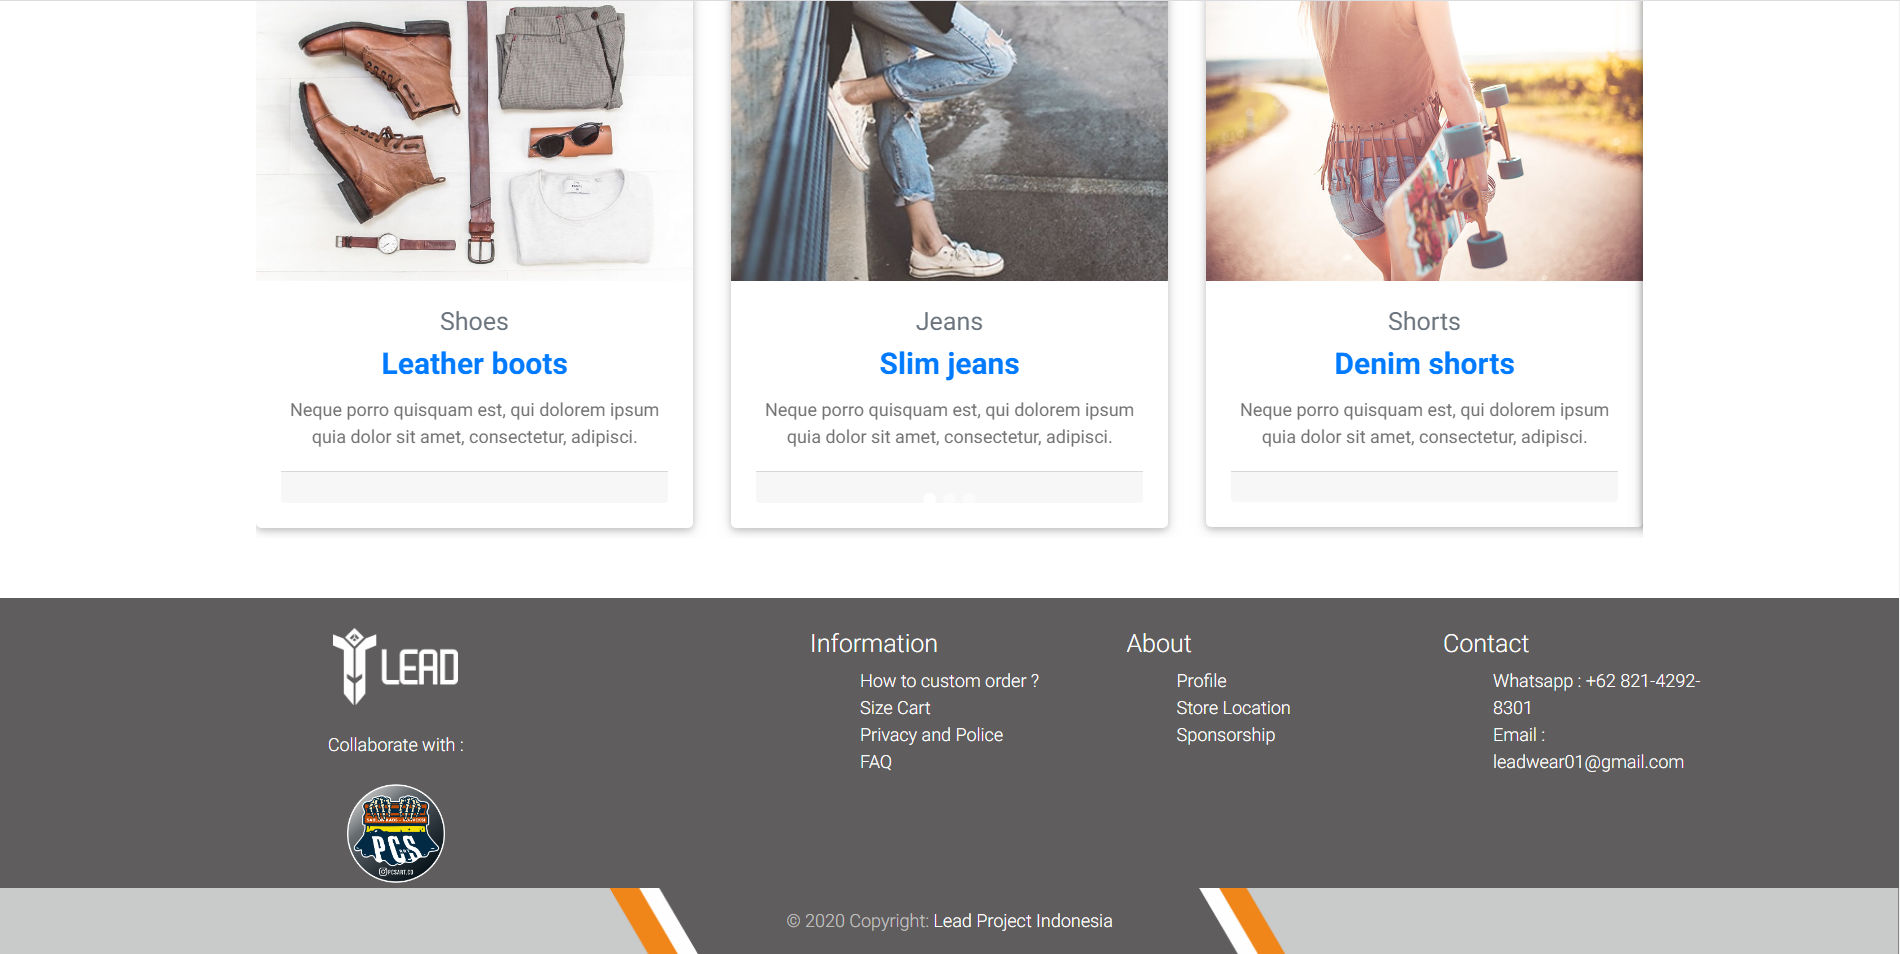 Shoes
Leather boots
Neque porro quisquam est, qui dolorem ipsum
quia dolor sit amet, consectetur, adipisci.
Jeans
Slim jeans
Neque porro quisquam est, qui dolorem ipsum
quia dolor sit amet, consectetur, adipisci.
Shorts
Denim shorts
Neque porro quisquam est, qui dolorem ipsum
quia dolor sit amet, consectetur, adipisci.
LEAD
Collaborate with :
PCS
Information
How to custom order ?
Size Cart
Privacy and Police
FAQ
About
Profile
Store Location
Sponsorship
Contact
Whatsapp : +62 821-4292-
8301
Email :
leadwear01@gmail.com
© 2020 Copyright: Lead Project Indonesia